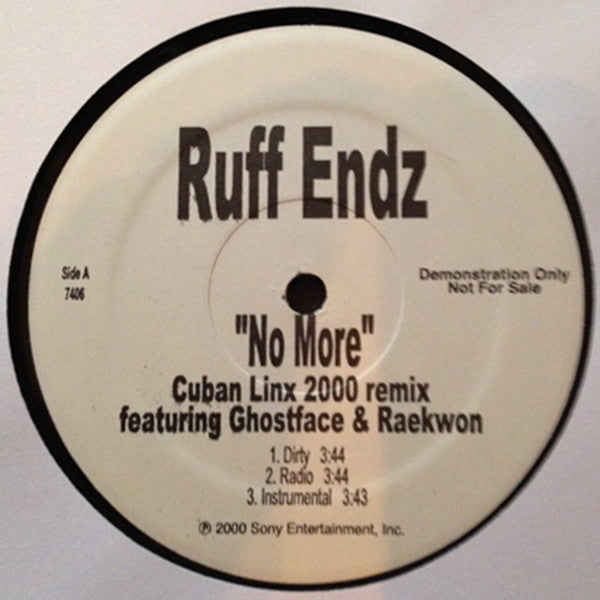 Ruff Endz
Side A
7406
Demonstration Only
Not For Sale
"No More"
Cuban Linx 2000 remix
featuring Ghostface & Raekwon
1. Dirty 3:44
2. Radio 3:44
3. Instrumental 3:43
℗ 2000 Sony Entertainment, Inc.